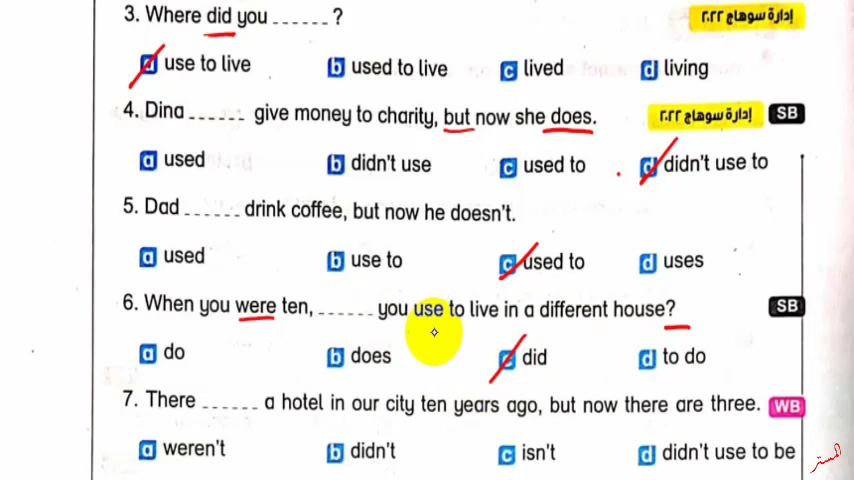 3. Where did you ______ ? إدارة سوهاج ٢٠٢٢
a use to live b used to live c lived d living
4. Dina ______ give money to charity, but now she does. إدارة سوهاج ٢٠٢٢ SB
a used b didn't use c used to d didn't use to
5. Dad ______ drink coffee, but now he doesn't.
a used b use to c used to d uses
6. When you were ten, ______ you use to live in a different house? SB
a do b does c did d to do
7. There ______ a hotel in our city ten years ago, but now there are three. WB
a weren't b didn't c isn't d didn't use to be
المستر